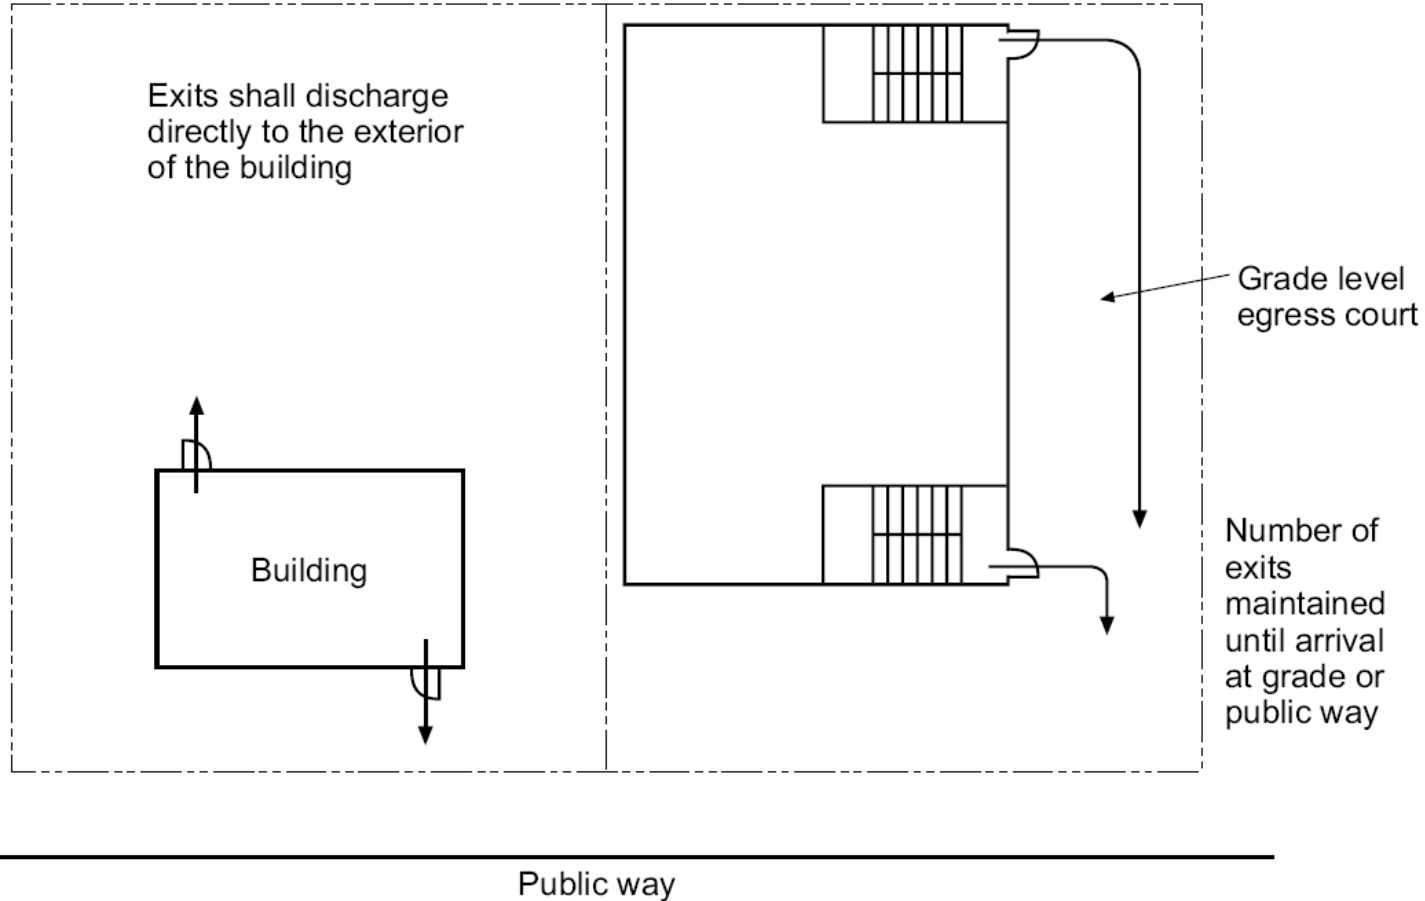 Exits shall discharge
directly to the exterior
of the building
Grade level
egress court
Building
Number of
exits
maintained
until arrival
at grade or
public way
Public way